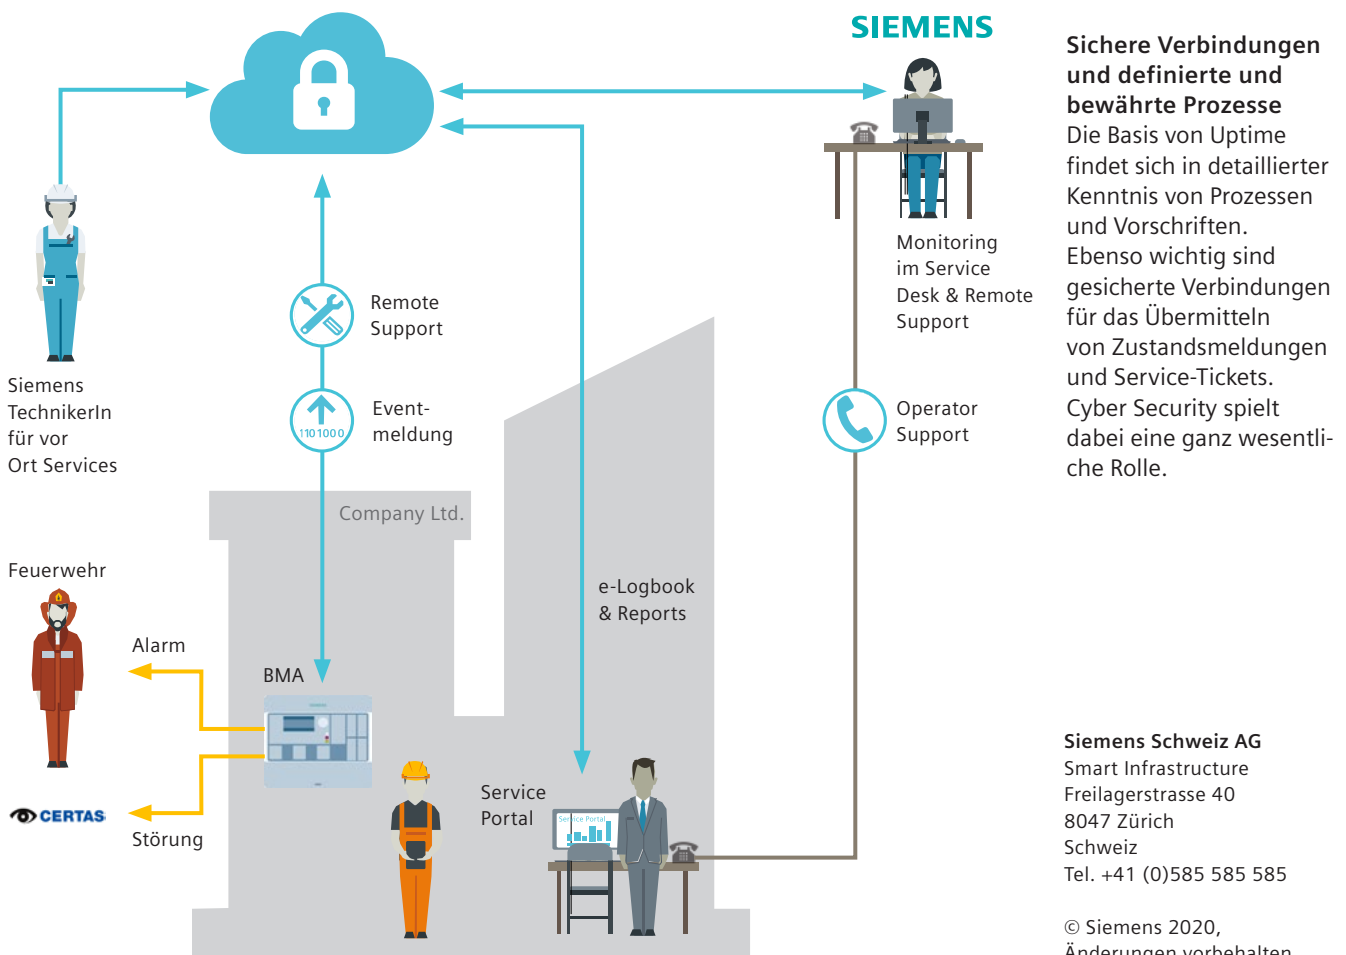 SIEMENS
Siemens
TechnikerIn
für vor
Ort Services
Remote
Support
Event-
meldung
1101000
Monitoring
im Service
Desk & Remote
Support
Operator
Support
Company Ltd.
Feuerwehr
Alarm
BMA
e-Logbook
& Reports
CERTAS
Störung
Service
Portal
Service Portal
Sichere Verbindungen
und definierte und
bewährte Prozesse
Die Basis von Uptime
findet sich in detaillierter
Kenntnis von Prozessen
und Vorschriften.
Ebenso wichtig sind
gesicherte Verbindungen
für das Übermitteln
von Zustandsmeldungen
und Service-Tickets.
Cyber Security spielt
dabei eine ganz wesentli-
che Rolle.
Siemens Schweiz AG
Smart Infrastructure
Freilagerstrasse 40
8047 Zürich
Schweiz
Tel. +41 (0)585 585 585
© Siemens 2020,
Änderungen vorbehalten